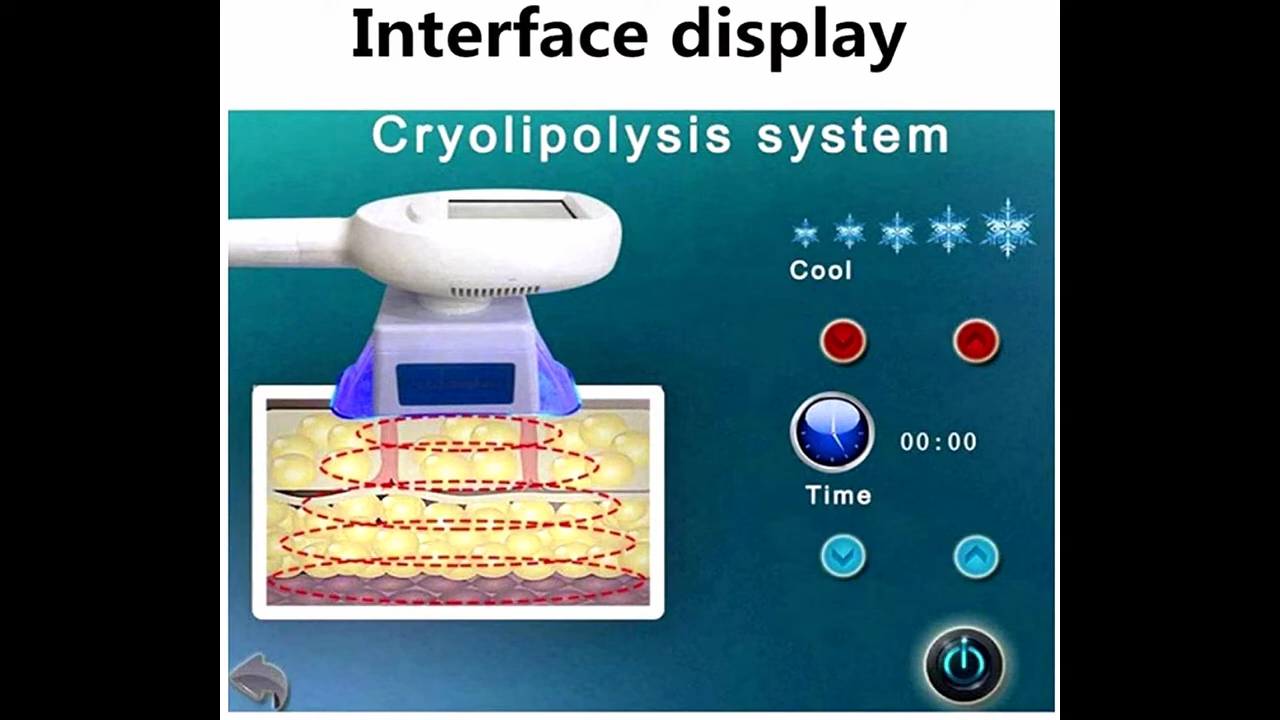 Interface display
Cryolipolysis system
Cool
00:00
Time